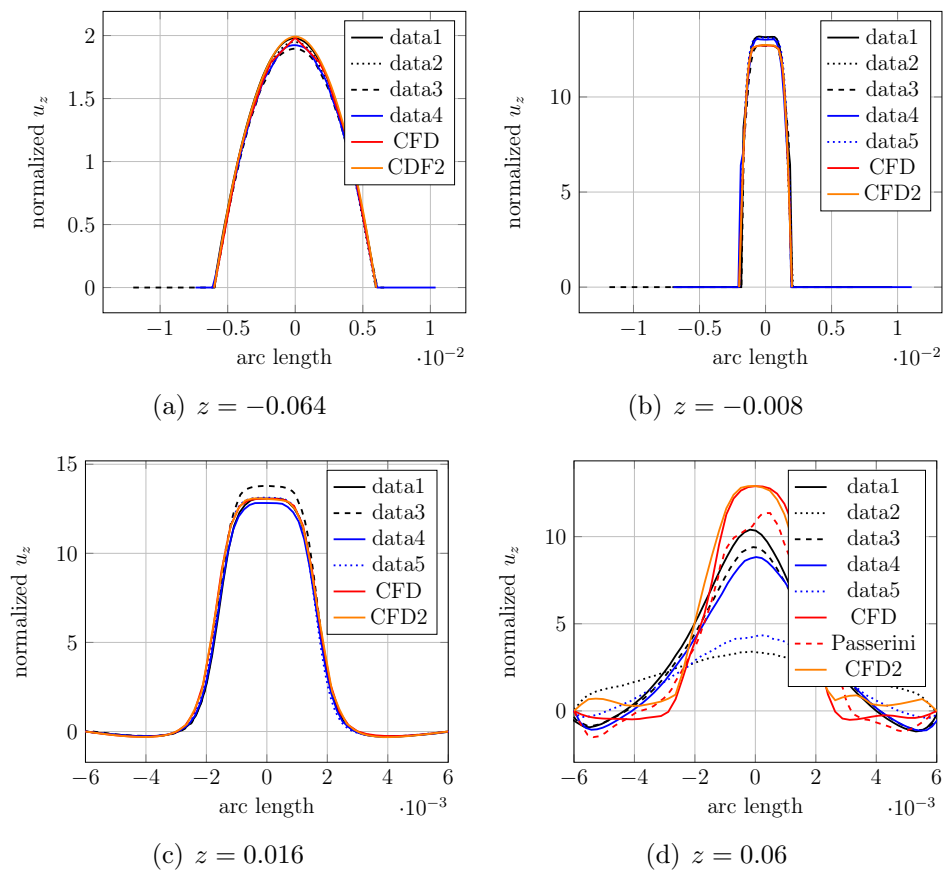 2
1.5
1
0.5
0
normalized u_z
data1
data2
data3
data4
CFD
CDF2
−1
−0.5
0
0.5
1
·10⁻²
arc length
(a) z = −0.064
10
5
0
normalized u_z
data1
data2
data3
data4
data5
CFD
CFD2
−1
−0.5
0
0.5
1
·10⁻²
arc length
(b) z = −0.008
15
10
5
0
normalized u_z
data1
data3
data4
data5
CFD
CFD2
−6
−4
−2
0
2
4
6
·10⁻³
arc length
(c) z = 0.016
10
5
0
normalized u_z
data1
data2
data3
data4
data5
CFD
Passerini
CFD2
−6
−4
−2
0
2
4
6
·10⁻³
arc length
(d) z = 0.06